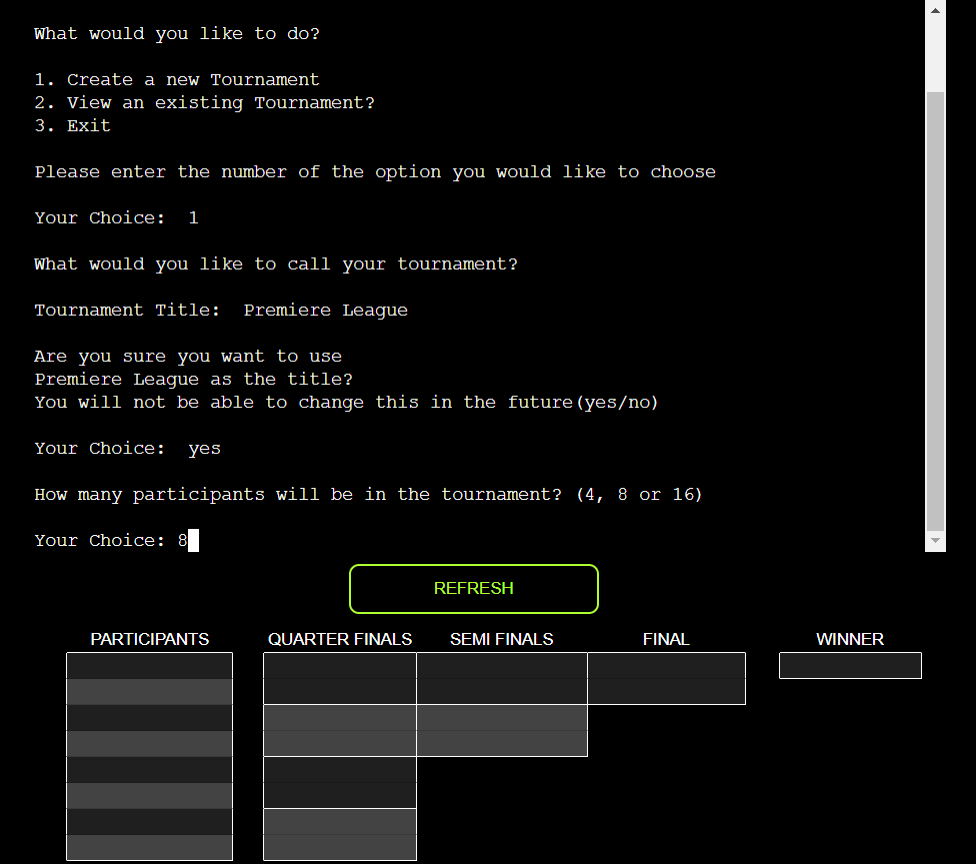 What would you like to do?
1. Create a new Tournament
2. View an existing Tournament?
3. Exit
Please enter the number of the option you would like to choose
Your Choice:  1
What would you like to call your tournament?
Tournament Title:  Premiere League
Are you sure you want to use
Premiere League as the title?
You will not be able to change this in the future(yes/no)
Your Choice:  yes
How many participants will be in the tournament? (4, 8 or 16)
Your Choice: 8
REFRESH
PARTICIPANTS QUARTER FINALS SEMI FINALS FINAL WINNER